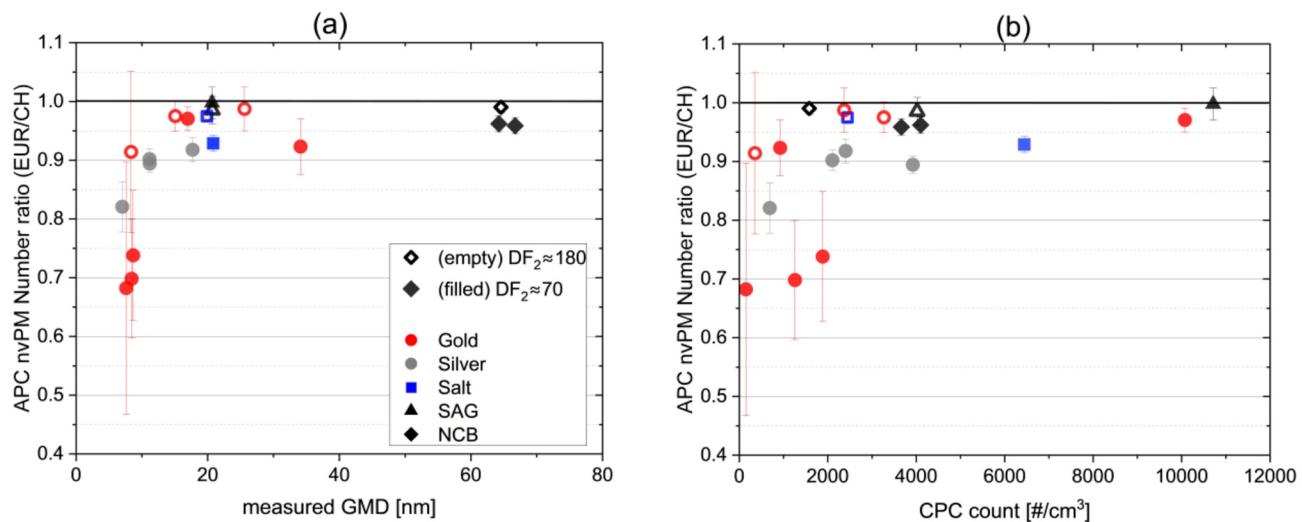 (a)
1.1
1.0
0.9
0.8
0.7
0.6
0.5
0.4
APC nvPM Number ratio (EUR/CH)
0 20 40 60 80
measured GMD [nm]
(empty) DF₂≈180
(filled) DF₂≈70
Gold
Silver
Salt
SAG
NCB
(b)
1.1
1.0
0.9
0.8
0.7
0.6
0.5
0.4
APC nvPM Number ratio (EUR/CH)
0 2000 4000 6000 8000 10000 12000
CPC count [#/cm³]